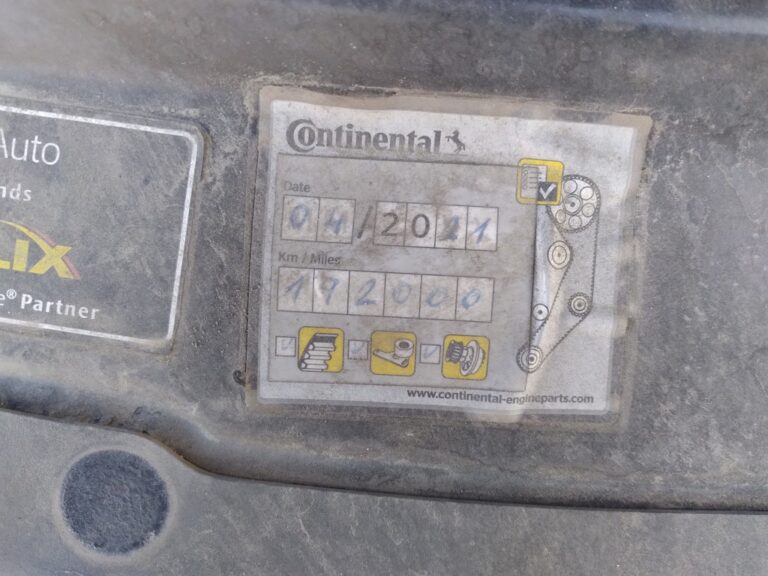 Auto
nds
LIX
e® Partner
Continental
Date
04/2021
Km / Miles
192000
www.continental-engineparts.com